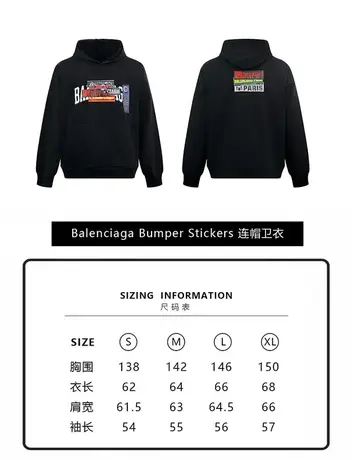 PARIS
Balenciaga Bumper Stickers 连帽卫衣
SIZING INFORMATION
尺码表
SIZE S M L XL
胸围 138 142 146 150
衣长 62 64 66 68
肩宽 61.5 63 64.5 66
袖长 54 55 56 57